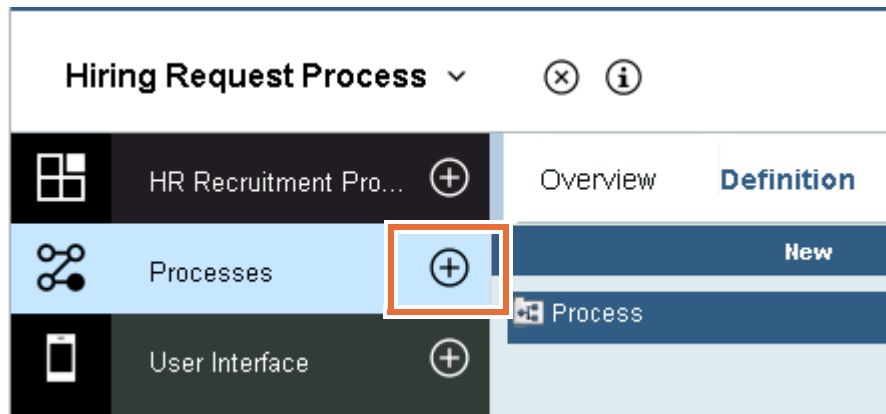 Hiring Request Process
HR Recruitment Pro...
Overview
Definition
Processes
New
Process
User Interface